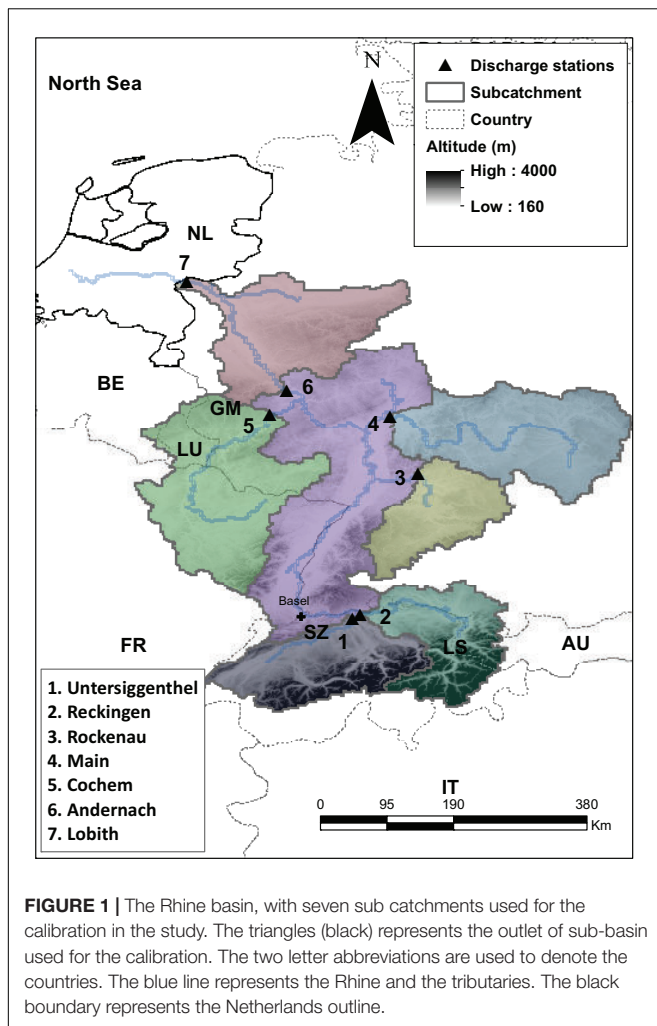 North Sea
N
Discharge stations
Subcatchment
Country
Altitude (m)
High : 4000
Low : 160
NL
7
BE
6
GM
5
4
LU
3
Basel
2
SZ
1
FR
LS
AU
1. Untersiggenthel
2. Reckingen
3. Rockenau
4. Main
5. Cochem
6. Andernach
7. Lobith
IT
0 95 190 380
Km
FIGURE 1 | The Rhine basin, with seven sub catchments used for the
calibration in the study. The triangles (black) represents the outlet of sub-basin
used for the calibration. The two letter abbreviations are used to denote the
countries. The blue line represents the Rhine and the tributaries. The black
boundary represents the Netherlands outline.